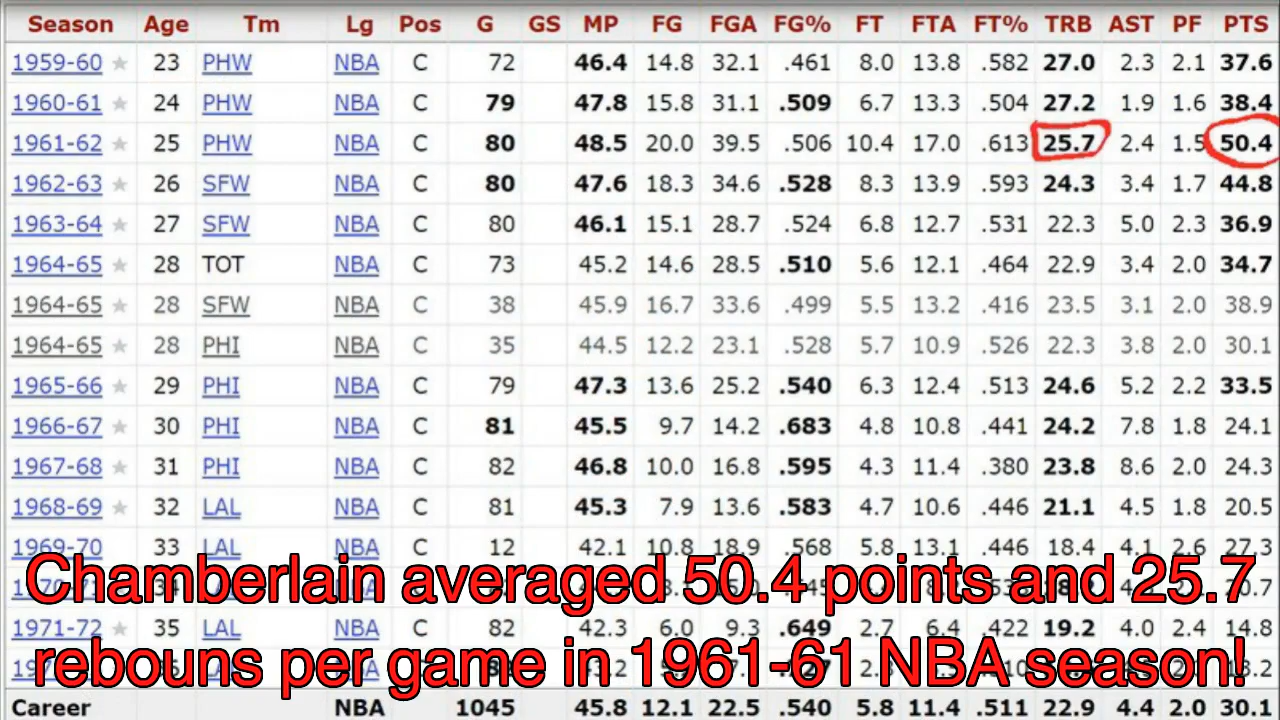 Season Age Tm Lg Pos G GS MP FG FGA FG% FT FTA FT% TRB AST PF PTS
1959-60 ★ 23 PHW NBA C 72 46.4 14.8 32.1 .461 8.0 13.8 .582 27.0 2.3 2.1 37.6
1960-61 ★ 24 PHW NBA C 79 47.8 15.8 31.1 .509 6.7 13.3 .504 27.2 1.9 1.6 38.4
1961-62 ★ 25 PHW NBA C 80 48.5 20.0 39.5 .506 10.4 17.0 .613 25.7 2.4 1.5 50.4
1962-63 ★ 26 SFW NBA C 80 47.6 18.3 34.6 .528 8.3 13.9 .593 24.3 3.4 1.7 44.8
1963-64 ★ 27 SFW NBA C 80 46.1 15.1 28.7 .524 6.8 12.7 .531 22.3 5.0 2.3 36.9
1964-65 ★ 28 TOT NBA C 73 45.2 14.6 28.5 .510 5.6 12.1 .464 22.9 3.4 2.0 34.7
1964-65 ★ 28 SFW NBA C 38 45.9 16.7 33.6 .499 5.5 13.2 .416 23.5 3.1 2.0 38.9
1964-65 ★ 28 PHI NBA C 35 44.5 12.2 23.1 .528 5.7 10.9 .526 22.3 3.8 2.0 30.1
1965-66 ★ 29 PHI NBA C 79 47.3 13.6 25.2 .540 6.3 12.4 .513 24.6 5.2 2.2 33.5
1966-67 ★ 30 PHI NBA C 81 45.5 9.7 14.2 .683 4.8 10.8 .441 24.2 7.8 1.8 24.1
1967-68 ★ 31 PHI NBA C 82 46.8 10.0 16.8 .595 4.3 11.4 .380 23.8 8.6 2.0 24.3
1968-69 ★ 32 LAL NBA C 81 45.3 7.9 13.6 .583 4.7 10.6 .446 21.1 4.5 1.8 20.5
1969-70 33 LAL NBA C 12 42.1 10.8 18.9 .568 5.8 13.1 .446 18.4 4.1 2.6 27.3
Chamberlain averaged 50.4 points and 25.7
1971-72 ★ 35 LAL NBA C 82 42.3 6.0 9.3 .649 2.7 6.4 .422 19.2 4.0 2.4 14.8
rebouns per game in 1961-61 NBA season!
Career NBA 1045 45.8 12.1 22.5 .540 5.8 11.4 .511 22.9 4.4 2.0 30.1